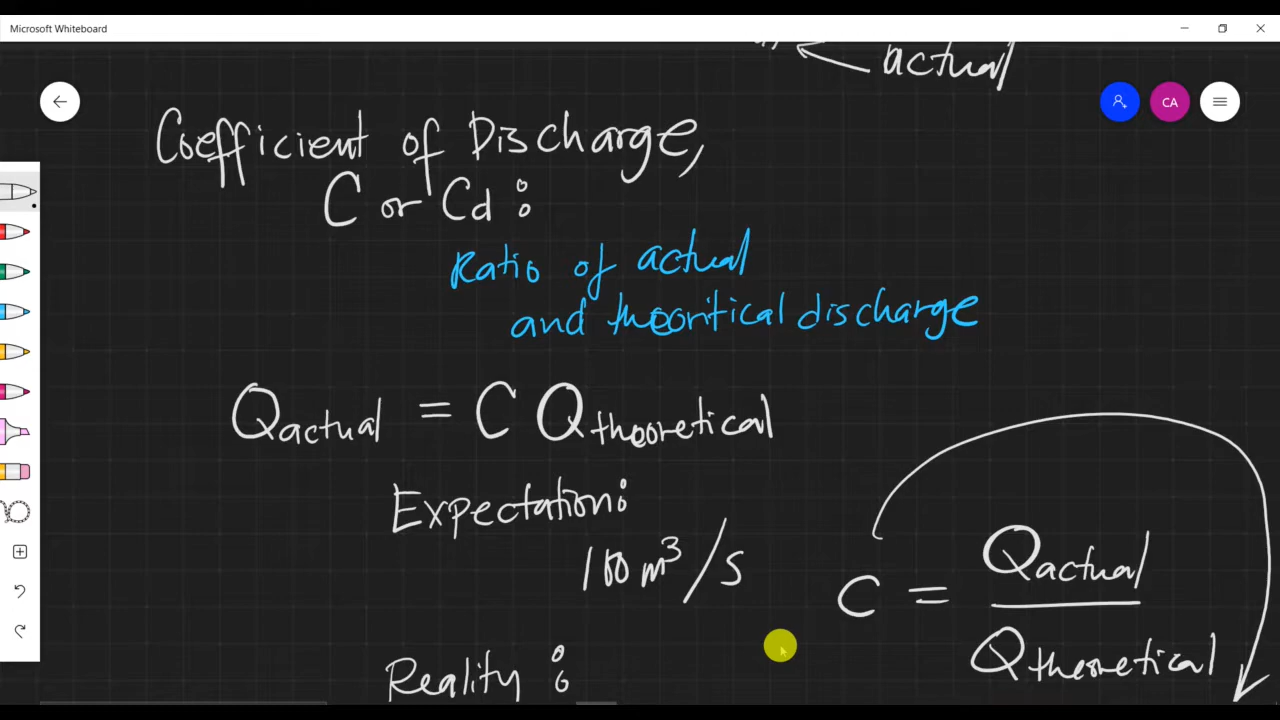 Microsoft Whiteboard
actual
CA
Coefficient of Discharge,
C or Cd :
Ratio of actual
and theoritical discharge
Qactual = C Qtheoretical
Expectation:
100 m³/s
C = Qactual / Qtheoretical
Reality :